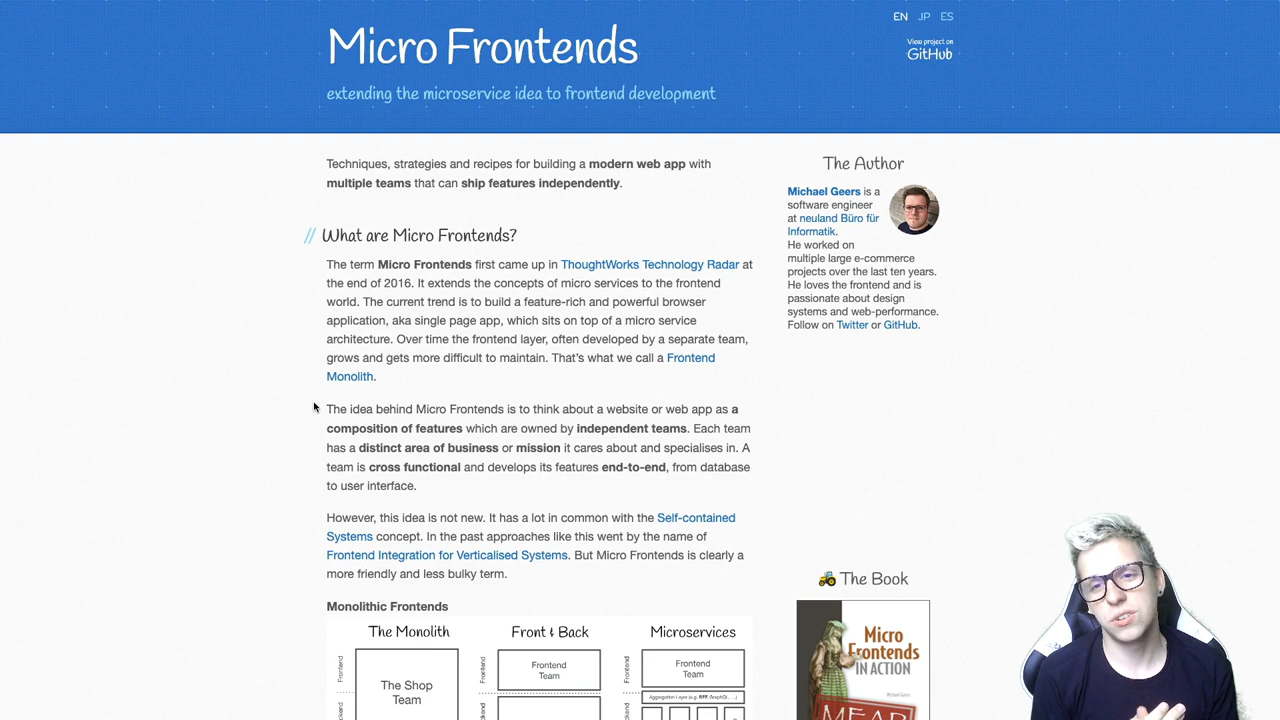 EN JP ES
Micro Frontends
View project on
GitHub
extending the microservice idea to frontend development
Techniques, strategies and recipes for building a modern web app with
multiple teams that can ship features independently.
// What are Micro Frontends?
The term Micro Frontends first came up in ThoughtWorks Technology Radar at
the end of 2016. It extends the concepts of micro services to the frontend
world. The current trend is to build a feature-rich and powerful browser
application, aka single page app, which sits on top of a micro service
architecture. Over time the frontend layer, often developed by a separate team,
grows and gets more difficult to maintain. That's what we call a Frontend
Monolith.
The idea behind Micro Frontends is to think about a website or web app as a
composition of features which are owned by independent teams. Each team
has a distinct area of business or mission it cares about and specialises in. A
team is cross functional and develops its features end-to-end, from database
to user interface.
However, this idea is not new. It has a lot in common with the Self-contained
Systems concept. In the past approaches like this went by the name of
Frontend Integration for Verticalised Systems. But Micro Frontends is clearly a
more friendly and less bulky term.
Monolithic Frontends
The Monolith
Frontend
The Shop
Team
Front & Back
Frontend
Frontend
Team
Microservices
Frontend
Frontend
Team
The Author
Michael Geers is a
software engineer
at neuland Büro für
Informatik.
He worked on
multiple large e-commerce
projects over the last ten years.
He loves the frontend and is
passionate about design
systems and web-performance.
Follow on Twitter or GitHub.
🚜 The Book
Micro
Frontends
IN ACTION
Michael Geers
MEAP